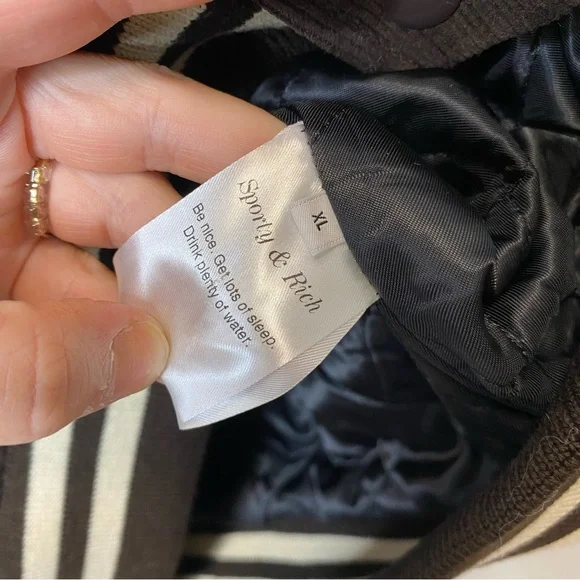 XL
Sporty & Rich
Be nice. Get lots of sleep.
Drink plenty of water.